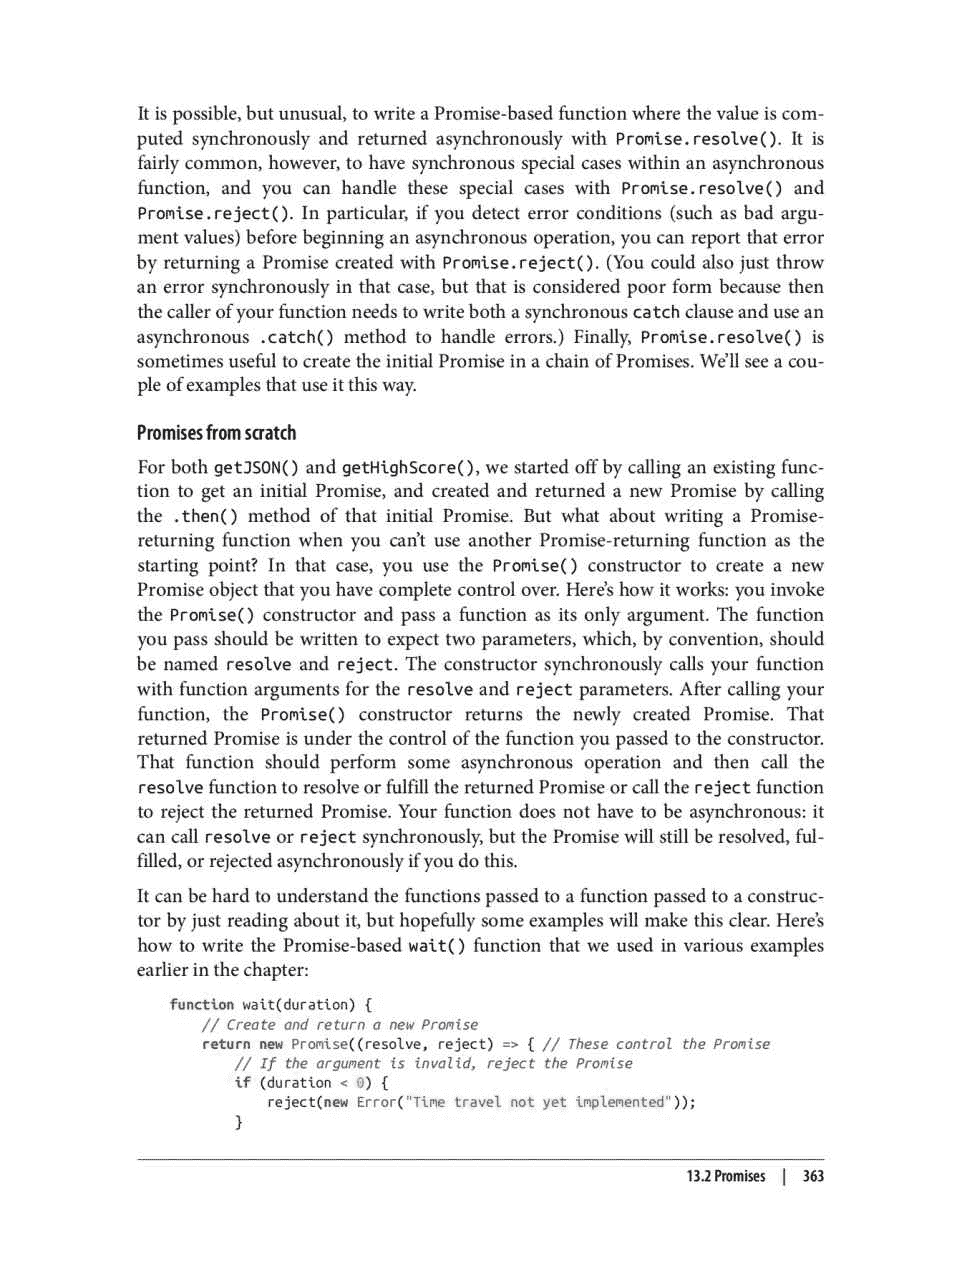 It is possible, but unusual, to write a Promise-based function where the value is com-
puted synchronously and returned asynchronously with Promise.resolve(). It is
fairly common, however, to have synchronous special cases within an asynchronous
function, and you can handle these special cases with Promise.resolve() and
Promise.reject(). In particular, if you detect error conditions (such as bad argu-
ment values) before beginning an asynchronous operation, you can report that error
by returning a Promise created with Promise.reject(). (You could also just throw
an error synchronously in that case, but that is considered poor form because then
the caller of your function needs to write both a synchronous catch clause and use an
asynchronous .catch() method to handle errors.) Finally, Promise.resolve() is
sometimes useful to create the initial Promise in a chain of Promises. We’ll see a cou-
ple of examples that use it this way.
Promises from scratch
For both getJSON() and getHighScore(), we started off by calling an existing func-
tion to get an initial Promise, and created and returned a new Promise by calling
the .then() method of that initial Promise. But what about writing a Promise-
returning function when you can’t use another Promise-returning function as the
starting point? In that case, you use the Promise() constructor to create a new
Promise object that you have complete control over. Here’s how it works: you invoke
the Promise() constructor and pass a function as its only argument. The function
you pass should be written to expect two parameters, which, by convention, should
be named resolve and reject. The constructor synchronously calls your function
with function arguments for the resolve and reject parameters. After calling your
function, the Promise() constructor returns the newly created Promise. That
returned Promise is under the control of the function you passed to the constructor.
That function should perform some asynchronous operation and then call the
resolve function to resolve or fulfill the returned Promise or call the reject function
to reject the returned Promise. Your function does not have to be asynchronous: it
can call resolve or reject synchronously, but the Promise will still be resolved, ful-
filled, or rejected asynchronously if you do this.
It can be hard to understand the functions passed to a function passed to a construc-
tor by just reading about it, but hopefully some examples will make this clear. Here’s
how to write the Promise-based wait() function that we used in various examples
earlier in the chapter:
function wait(duration) {
// Create and return a new Promise
return new Promise((resolve, reject) => { // These control the Promise
// If the argument is invalid, reject the Promise
if (duration < 0) {
reject(new Error("Time travel not yet implemented"));
}
13.2 Promises | 363